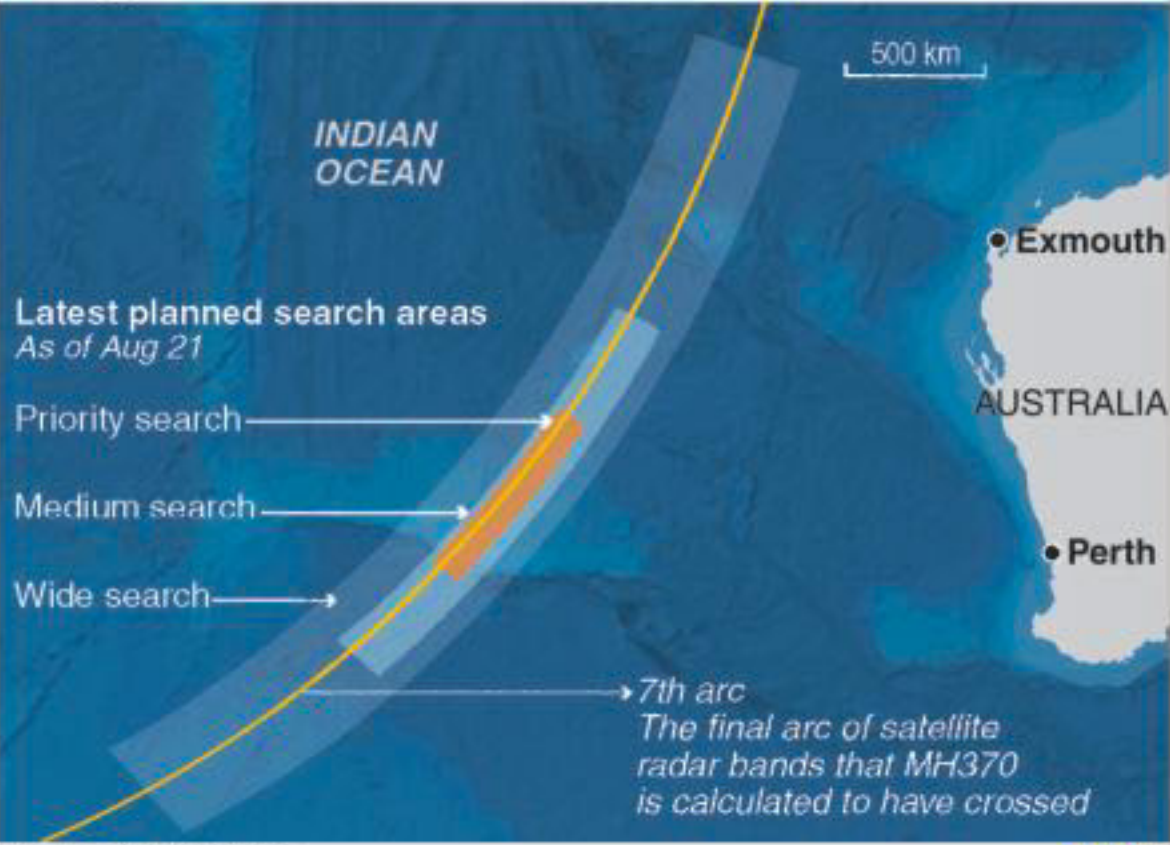 500 km
INDIAN
OCEAN
Exmouth
Latest planned search areas
As of Aug 21
AUSTRALIA
Priority search
Medium search
Perth
Wide search
7th arc
The final arc of satellite
radar bands that MH370
is calculated to have crossed